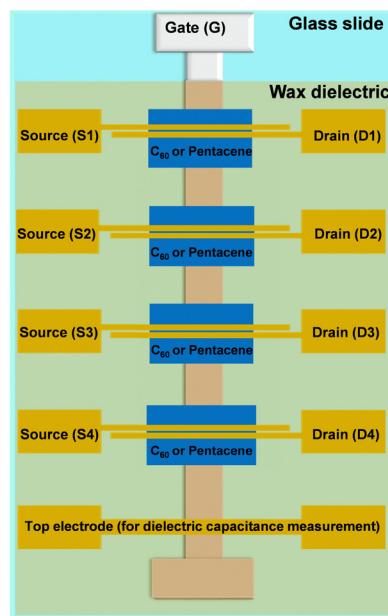 Gate (G)
Glass slide
Wax dielectric
Source (S1)
Drain (D1)
C₆₀ or Pentacene
Source (S2)
Drain (D2)
C₆₀ or Pentacene
Source (S3)
Drain (D3)
C₆₀ or Pentacene
Source (S4)
Drain (D4)
C₆₀ or Pentacene
Top electrode (for dielectric capacitance measurement)